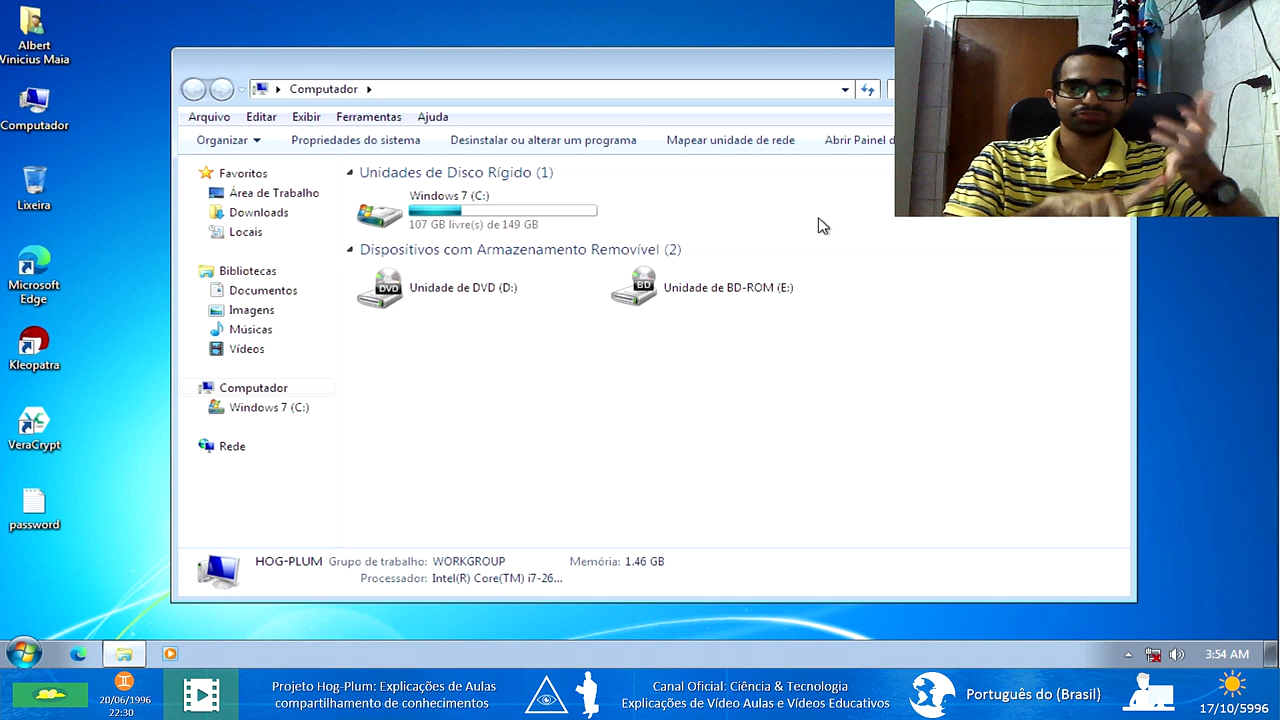 Albert
Vinicius Maia
Computador
Lixeira
Microsoft
Edge
Kleopatra
VeraCrypt
password
Computador
Arquivo Editar Exibir Ferramentas Ajuda
Organizar Propriedades do sistema Desinstalar ou alterar um programa Mapear unidade de rede Abrir Painel d
Favoritos
Área de Trabalho
Downloads
Locais
Bibliotecas
Documentos
Imagens
Músicas
Vídeos
Computador
Windows 7 (C:)
Rede
Unidades de Disco Rígido (1)
Windows 7 (C:)
107 GB livre(s) de 149 GB
Dispositivos com Armazenamento Removível (2)
DVD
Unidade de DVD (D:)
BD
Unidade de BD-ROM (E:)
HOG-PLUM Grupo de trabalho: WORKGROUP Memória: 1.46 GB
Processador: Intel(R) Core(TM) i7-26...
3:54 AM
20/06/1996
22:30
Projeto Hog-Plum: Explicações de Aulas
compartilhamento de conhecimentos
Canal Oficial: Ciência & Tecnologia
Explicações de Vídeo Aulas e Vídeos Educativos
Português do (Brasil)
17/10/5996